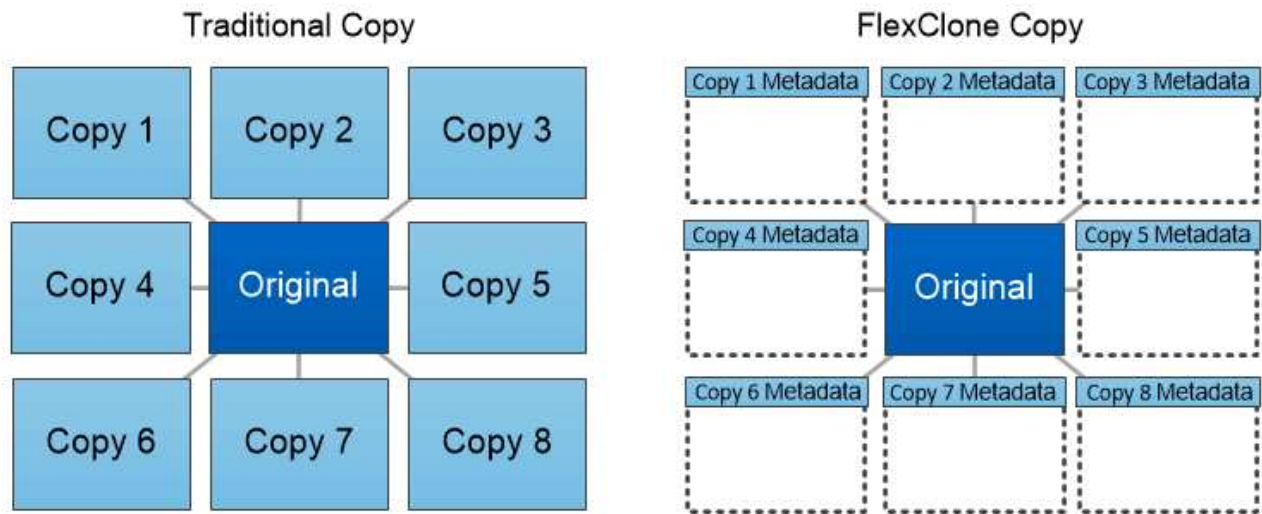 Traditional Copy
Copy 1
Copy 2
Copy 3
Copy 4
Original
Copy 5
Copy 6
Copy 7
Copy 8
FlexClone Copy
Copy 1 Metadata
Copy 2 Metadata
Copy 3 Metadata
Copy 4 Metadata
Original
Copy 5 Metadata
Copy 6 Metadata
Copy 7 Metadata
Copy 8 Metadata